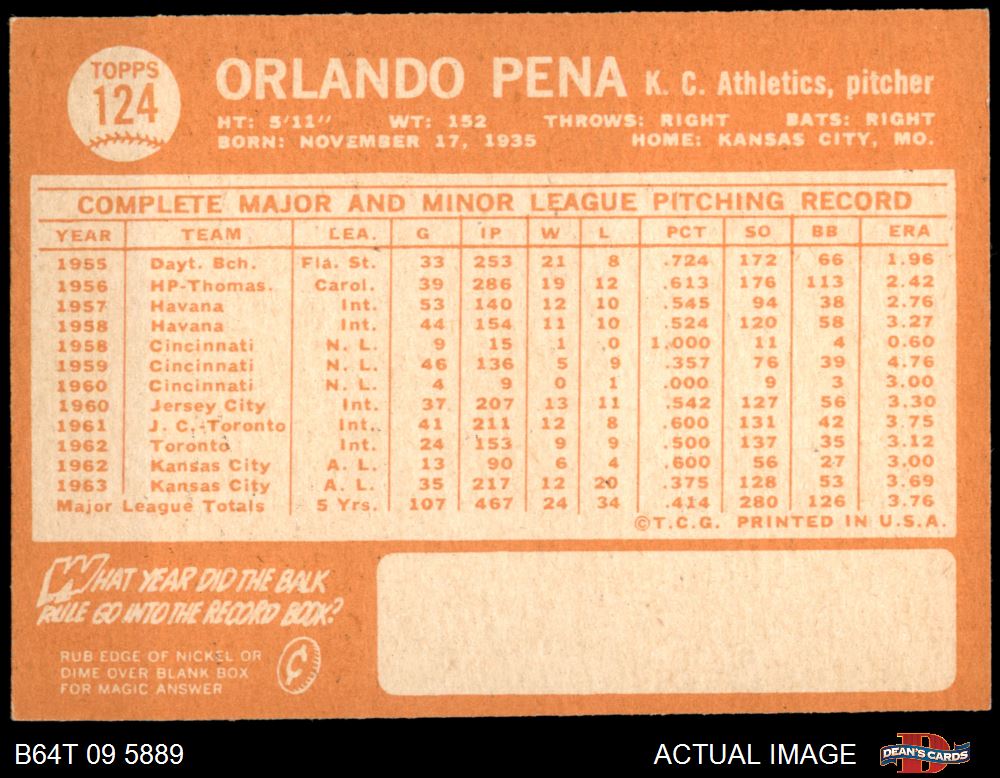 TOPPS
124
ORLANDO PENA K. C. Athletics, pitcher
HT: 5'11" WT: 152 THROWS: RIGHT BATS: RIGHT
BORN: NOVEMBER 17, 1935 HOME: KANSAS CITY, MO.
COMPLETE MAJOR AND MINOR LEAGUE PITCHING RECORD
YEAR TEAM LEA. G IP W L PCT SO BB ERA
1955 Dayt. Bch. Fla. St. 33 253 21 8 .724 172 66 1.96
1956 HP-Thomas. Carol. 39 286 19 12 .613 176 113 2.42
1957 Havana Int. 53 140 12 10 .545 94 38 2.76
1958 Havana Int. 44 154 11 10 .524 120 58 3.27
1958 Cincinnati N. L. 9 15 1 0 1.000 11 4 0.60
1959 Cincinnati N. L. 46 136 5 9 .357 76 39 4.76
1960 Cincinnati N. L. 4 9 0 1 .000 9 3 3.00
1960 Jersey City Int. 37 207 13 11 .542 127 56 3.30
1961 J. C.-Toronto Int. 41 211 12 8 .600 131 42 3.75
1962 Toronto Int. 24 153 9 9 .500 137 35 3.12
1962 Kansas City A. L. 13 90 6 4 .600 56 27 3.00
1963 Kansas City A. L. 35 217 12 20 .375 128 53 3.69
Major League Totals 5 Yrs. 107 467 24 34 .414 280 126 3.76
©T.C.G. PRINTED IN U.S.A.
WHAT YEAR DID THE BALK
RULE GO INTO THE RECORD BOOK?
RUB EDGE OF NICKEL OR
DIME OVER BLANK BOX
FOR MAGIC ANSWER
¢
B64T 09 5889 ACTUAL IMAGE DEAN'S CARDS